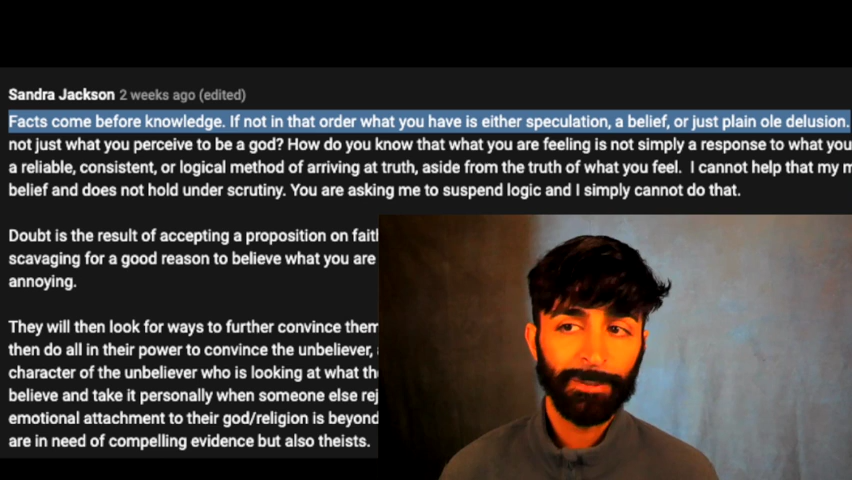 Sandra Jackson 2 weeks ago (edited)
Facts come before knowledge. If not in that order what you have is either speculation, a belief, or just plain ole delusion.
not just what you perceive to be a god? How do you know that what you are feeling is not simply a response to what you
a reliable, consistent, or logical method of arriving at truth, aside from the truth of what you feel. I cannot help that my
belief and does not hold under scrutiny. You are asking me to suspend logic and I simply cannot do that.
Doubt is the result of accepting a proposition on
scavaging for a good reason to believe what you are
annoying.
They will then look for ways to further convince
then do all in their power to convince the unbeliever,
character of the unbeliever who is looking at what
believe and take it personally when someone else
emotional attachment to their god/religion is beyond
are in need of compelling evidence but also theists.